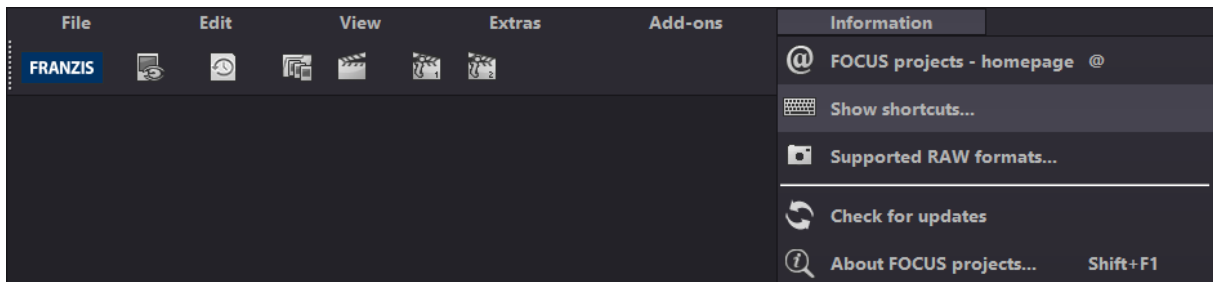 File Edit View Extras Add-ons Information
FRANZIS
FOCUS projects - homepage @
Show shortcuts...
Supported RAW formats...
Check for updates
About FOCUS projects... Shift+F1